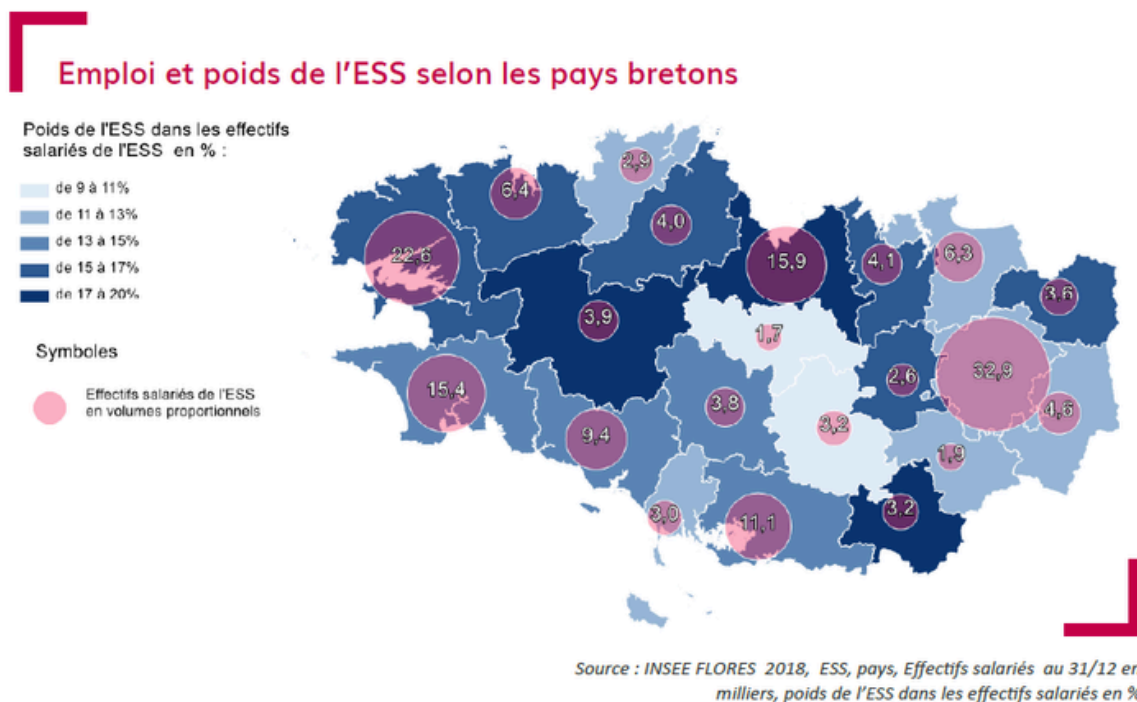 Emploi et poids de l'ESS selon les pays bretons
Poids de l'ESS dans les effectifs
salariés de l'ESS en % :
de 9 à 11%
de 11 à 13%
de 13 à 15%
de 15 à 17%
de 17 à 20%
Symboles
Effectifs salariés de l'ESS
en volumes proportionnels
2,9
6,4
4,0
22,6
15,9
4,1
6,3
3,6
3,9
1,7
32,9
2,6
15,4
3,8
4,6
3,2
9,4
1,9
3,0
11,1
3,2
Source : INSEE FLORES 2018, ESS, pays, Effectifs salariés au 31/12 en
milliers, poids de l'ESS dans les effectifs salariés en %